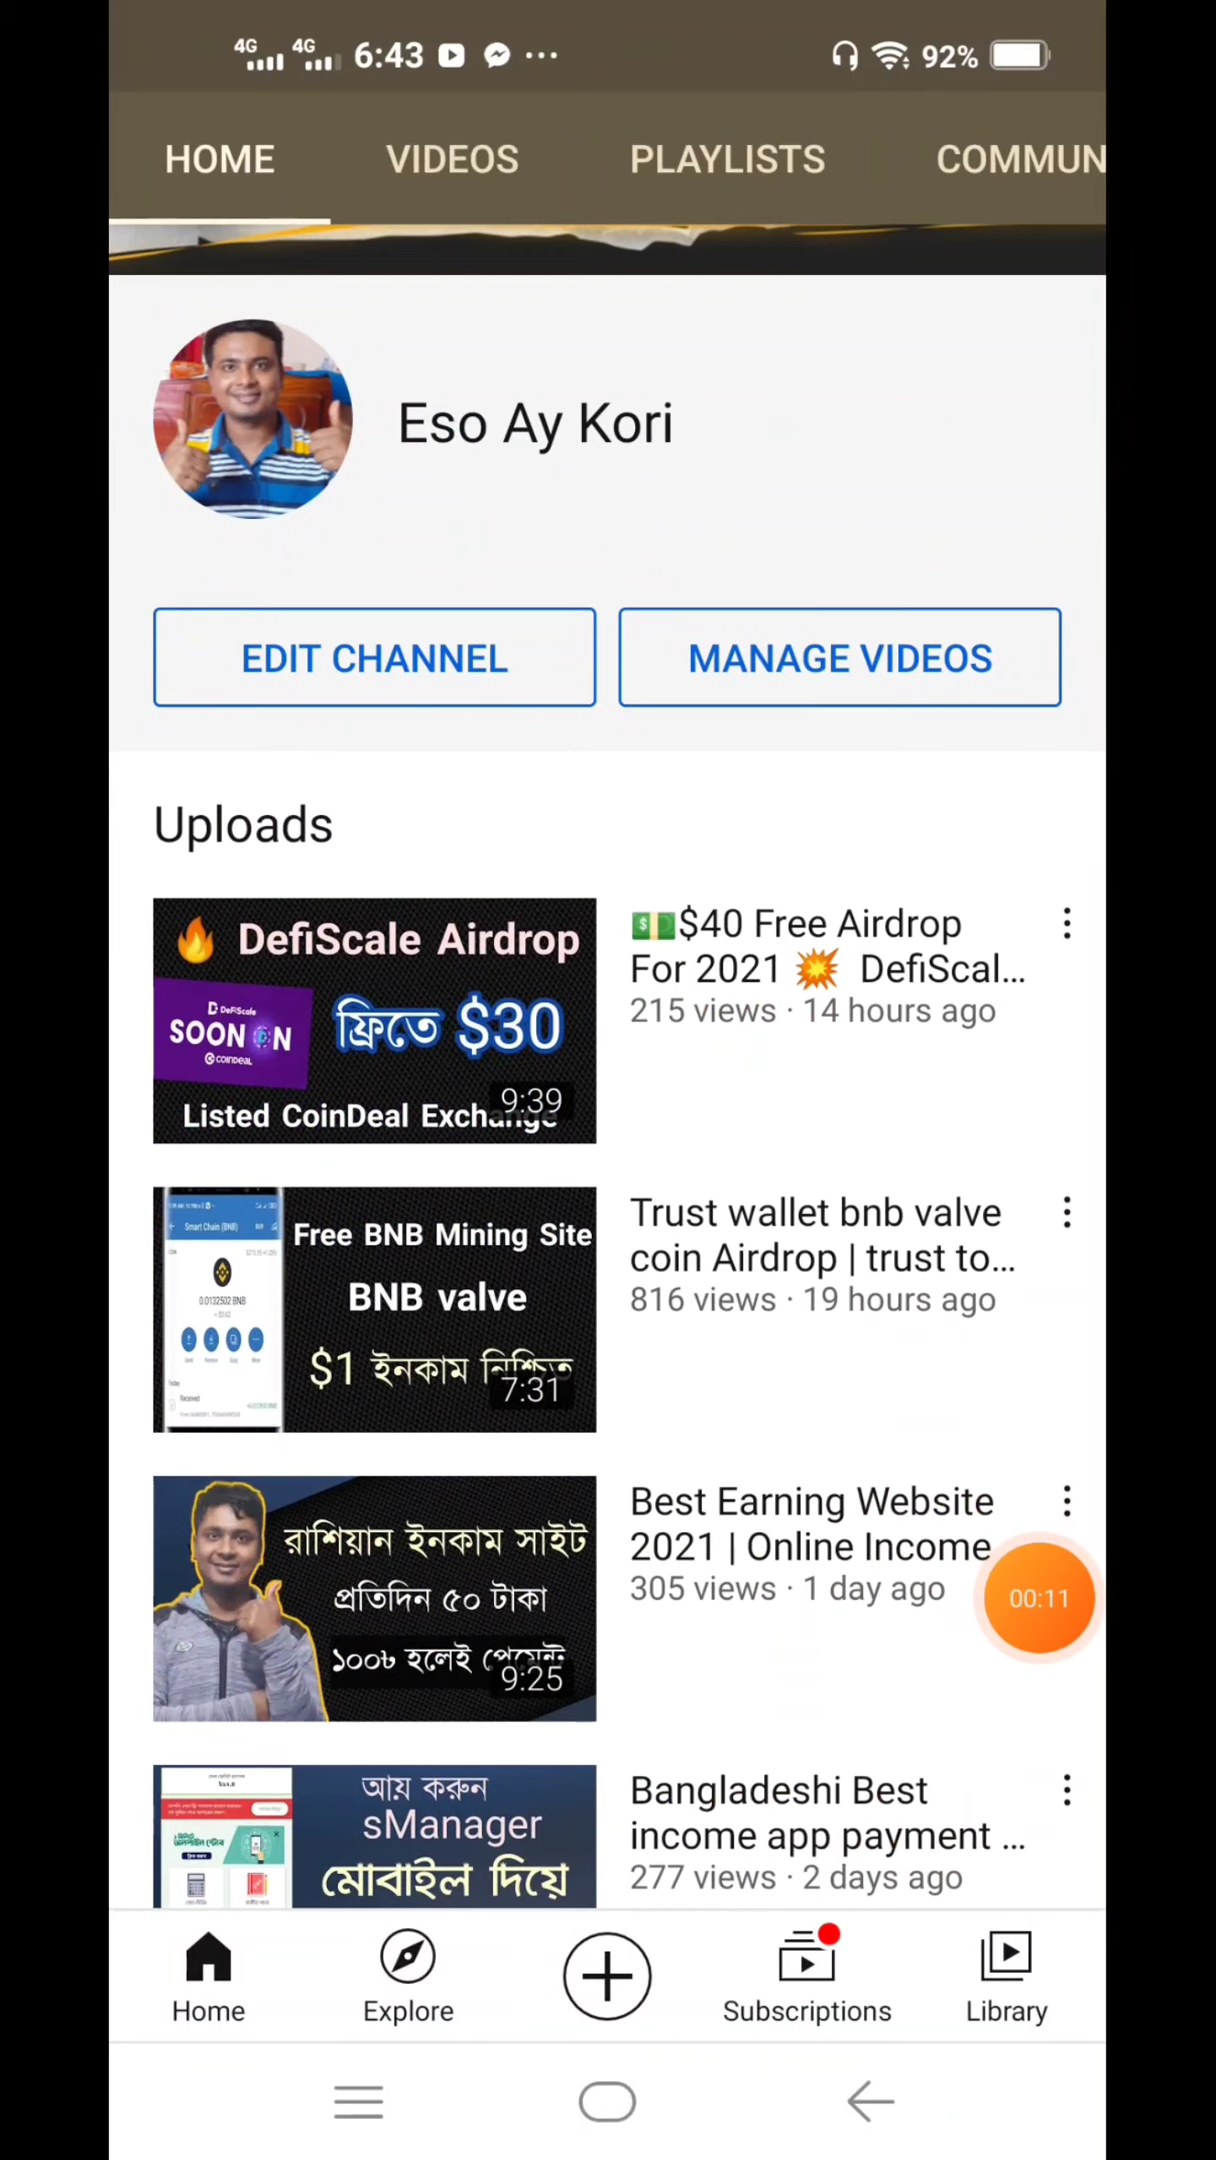 4G 4G 6:43 92%
HOME VIDEOS PLAYLISTS COMMUN
Eso Ay Kori
EDIT CHANNEL MANAGE VIDEOS
Uploads
DefiScale Airdrop
DeFiScale
SOON ON
COINDEAL
ফ্রিতে $30
Listed CoinDeal Exchange
9:39
$40 Free Airdrop
For 2021 DefiScal...
215 views · 14 hours ago
Smart Chain (BNB)
0.0132502 BNB
Received
Free BNB Mining Site
BNB valve
$1 ইনকাম নিশ্চিত
7:31
Trust wallet bnb valve
coin Airdrop | trust to...
816 views · 19 hours ago
রাশিয়ান ইনকাম সাইট
প্রতিদিন ৫০ টাকা
১০০৳ হলেই পেমেন্ট
9:25
Best Earning Website
2021 | Online Income
305 views · 1 day ago
00:11
আয় করুন
sManager
মোবাইল দিয়ে
Bangladeshi Best
income app payment ...
277 views · 2 days ago
Home Explore Subscriptions Library